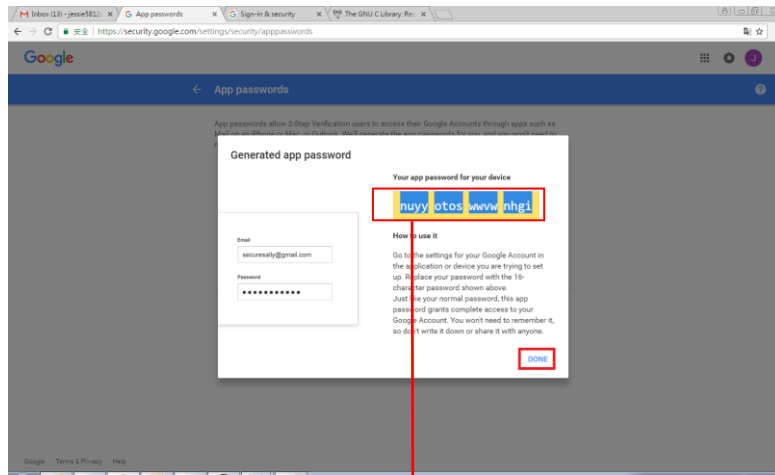 Inbox (13) - jessie5812
App passwords
Sign-in & security
The GNU C Library: Re
https://security.google.com/settings/security/apppasswords
Google
J
App passwords
App passwords allow 2-Step Verification users to access their Google Accounts through apps such as
Mail on an iPhone or Mac, or Outlook. We'll generate the app passwords for you, and you won't need to
Generated app password
Your app password for your device
nuyy otos wwvw nhgi
Email
securesally@gmail.com
Password
How to use it
Go to the settings for your Google Account in
the application or device you are trying to set
up. Replace your password with the 16-
character password shown above.
Just like your normal password, this app
password grants complete access to your
Google Account. You won't need to remember it,
so don't write it down or share it with anyone.
DONE
Google Terms & Privacy Help